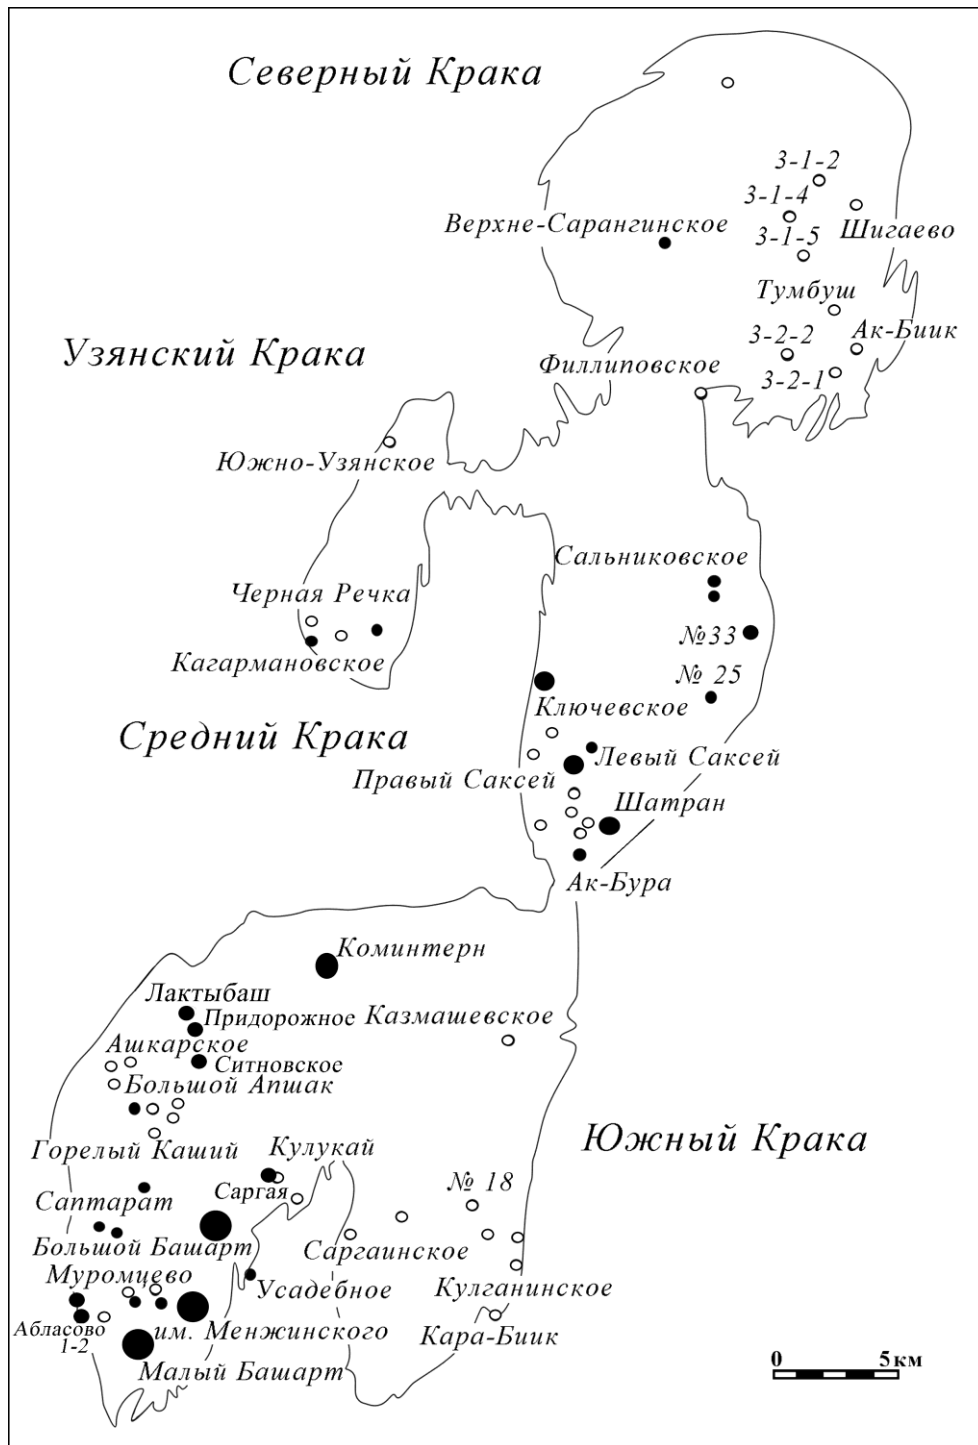 Северный Крака
3-1-2
3-1-4
Верхне-Сарангинское
3-1-5
Шигаево
Тумбуш
Узянский Крака
3-2-2
Ак-Биик
Филлиповское
3-2-1
Южно-Узянское
Сальниковское
Черная Речка
№33
Кагармановское
№ 25
Ключевское
Средний Крака
Левый Саксей
Правый Саксей
Шатран
Ак-Бура
Коминтерн
Лактыбаш
Придорожное
Казмашевское
Ашкарское
Ситновское
Большой Апшак
Южный Крака
Горелый Каший
Кулукай
Саргая
№ 18
Саптарат
Большой Башарт
Саргаинское
Муромцево
Усадебное
Кулганинское
Абласово
1-2
им. Менжинского
Кара-Биик
Малый Башарт
0 5 км